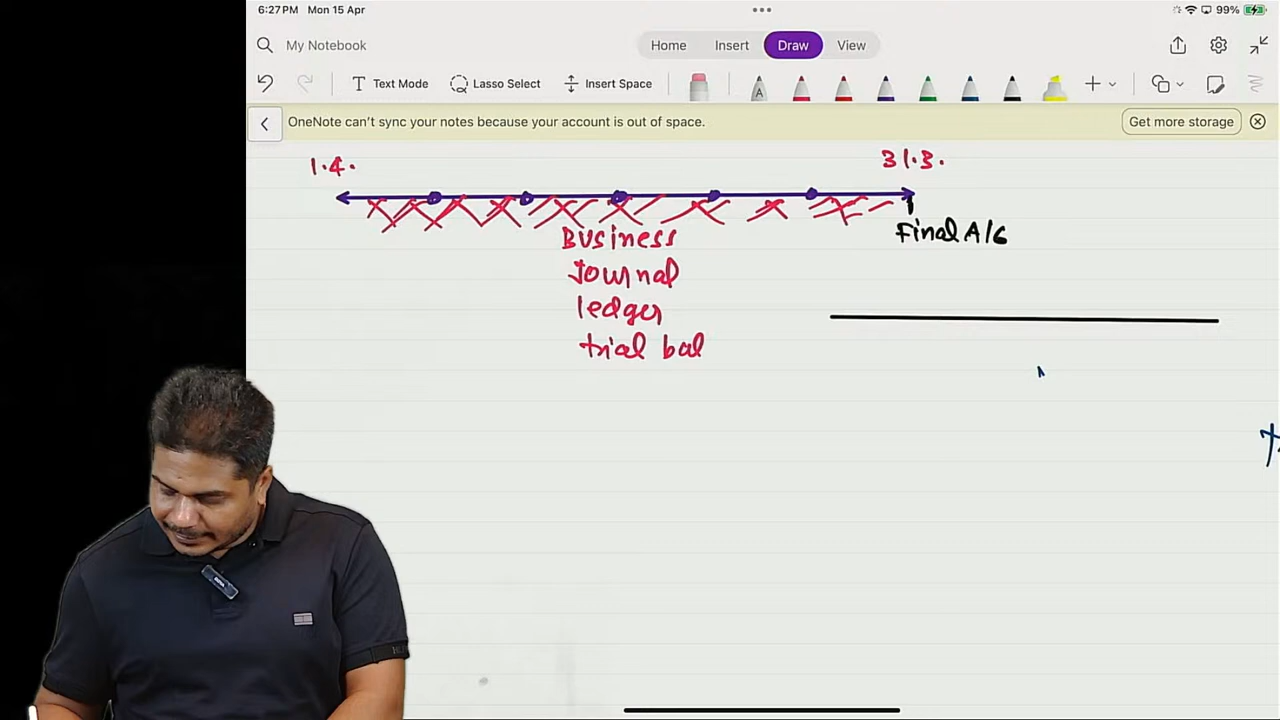 6:27 PM Mon 15 Apr
99%
My Notebook
Home Insert Draw View
Text Mode Lasso Select Insert Space
OneNote can't sync your notes because your account is out of space.
Get more storage
1.4.
31.3.
Final A/C
Business
Journal
ledger
trial bal